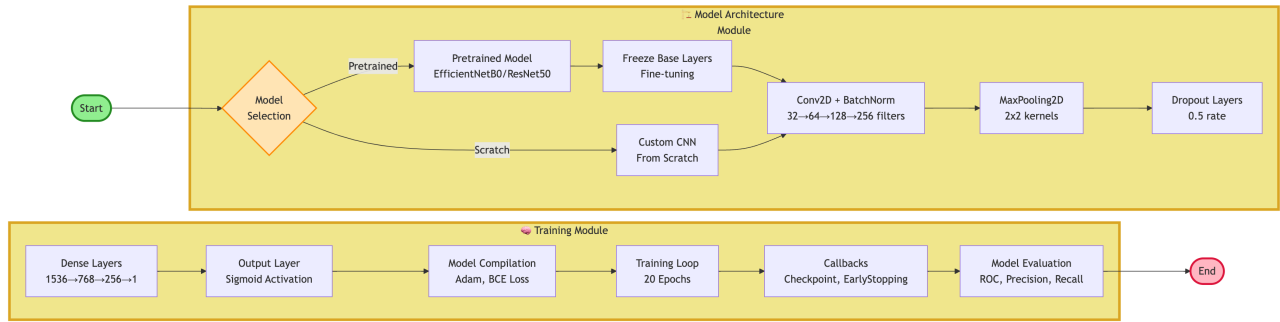 🏗️ Model Architecture
Module
Start
Model
Selection
Pretrained
Scratch
Pretrained Model
EfficientNetB0/ResNet50
Freeze Base Layers
Fine-tuning
Custom CNN
From Scratch
Conv2D + BatchNorm
32→64→128→256 filters
MaxPooling2D
2x2 kernels
Dropout Layers
0.5 rate
🧠 Training Module
Dense Layers
1536→768→256→1
Output Layer
Sigmoid Activation
Model Compilation
Adam, BCE Loss
Training Loop
20 Epochs
Callbacks
Checkpoint, EarlyStopping
Model Evaluation
ROC, Precision, Recall
End